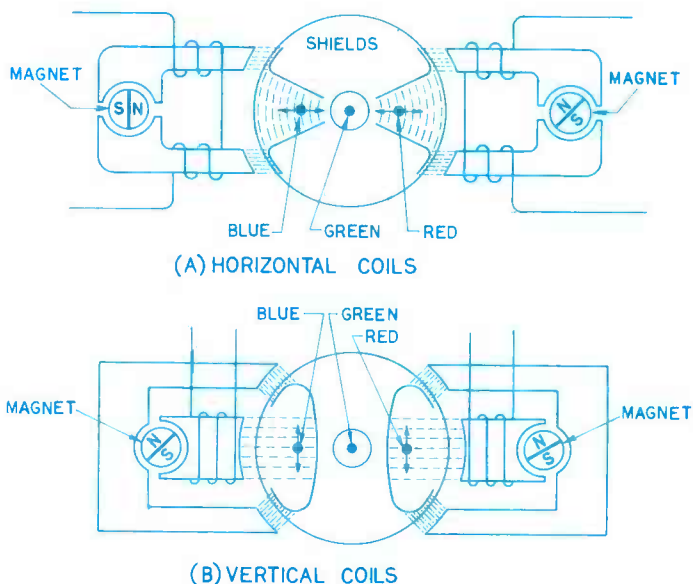 SHIELDS
MAGNET
MAGNET
S N
N S
BLUE
GREEN
RED
(A) HORIZONTAL COILS
BLUE
GREEN
RED
MAGNET
MAGNET
N S
N S
(B) VERTICAL COILS